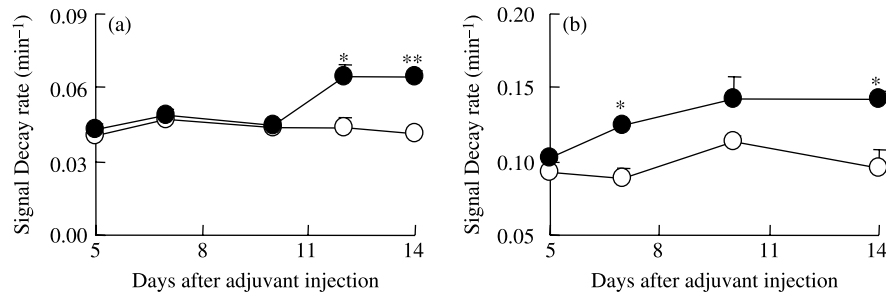 (a)
0.09
0.06
0.03
0.00
Signal Decay rate (min⁻¹)
* **
5 8 11 14
Days after adjuvant injection
(b)
0.20
0.15
0.10
0.05
Signal Decay rate (min⁻¹)
* *
5 8 11 14
Days after adjuvant injection